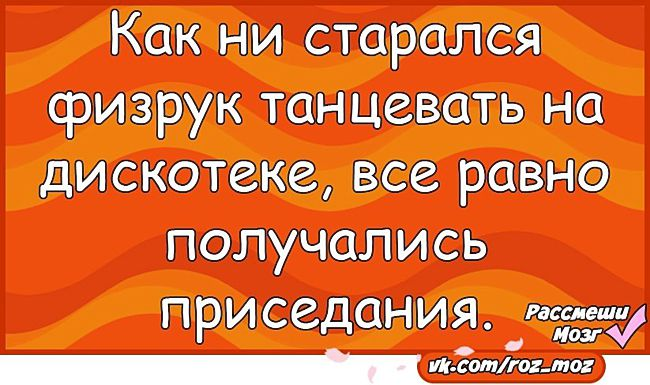 Как ни старался
физрук танцевать на
дискотеке, все равно
получались
приседания.
Рассмеши
Мозг
vk.com/roz_moz